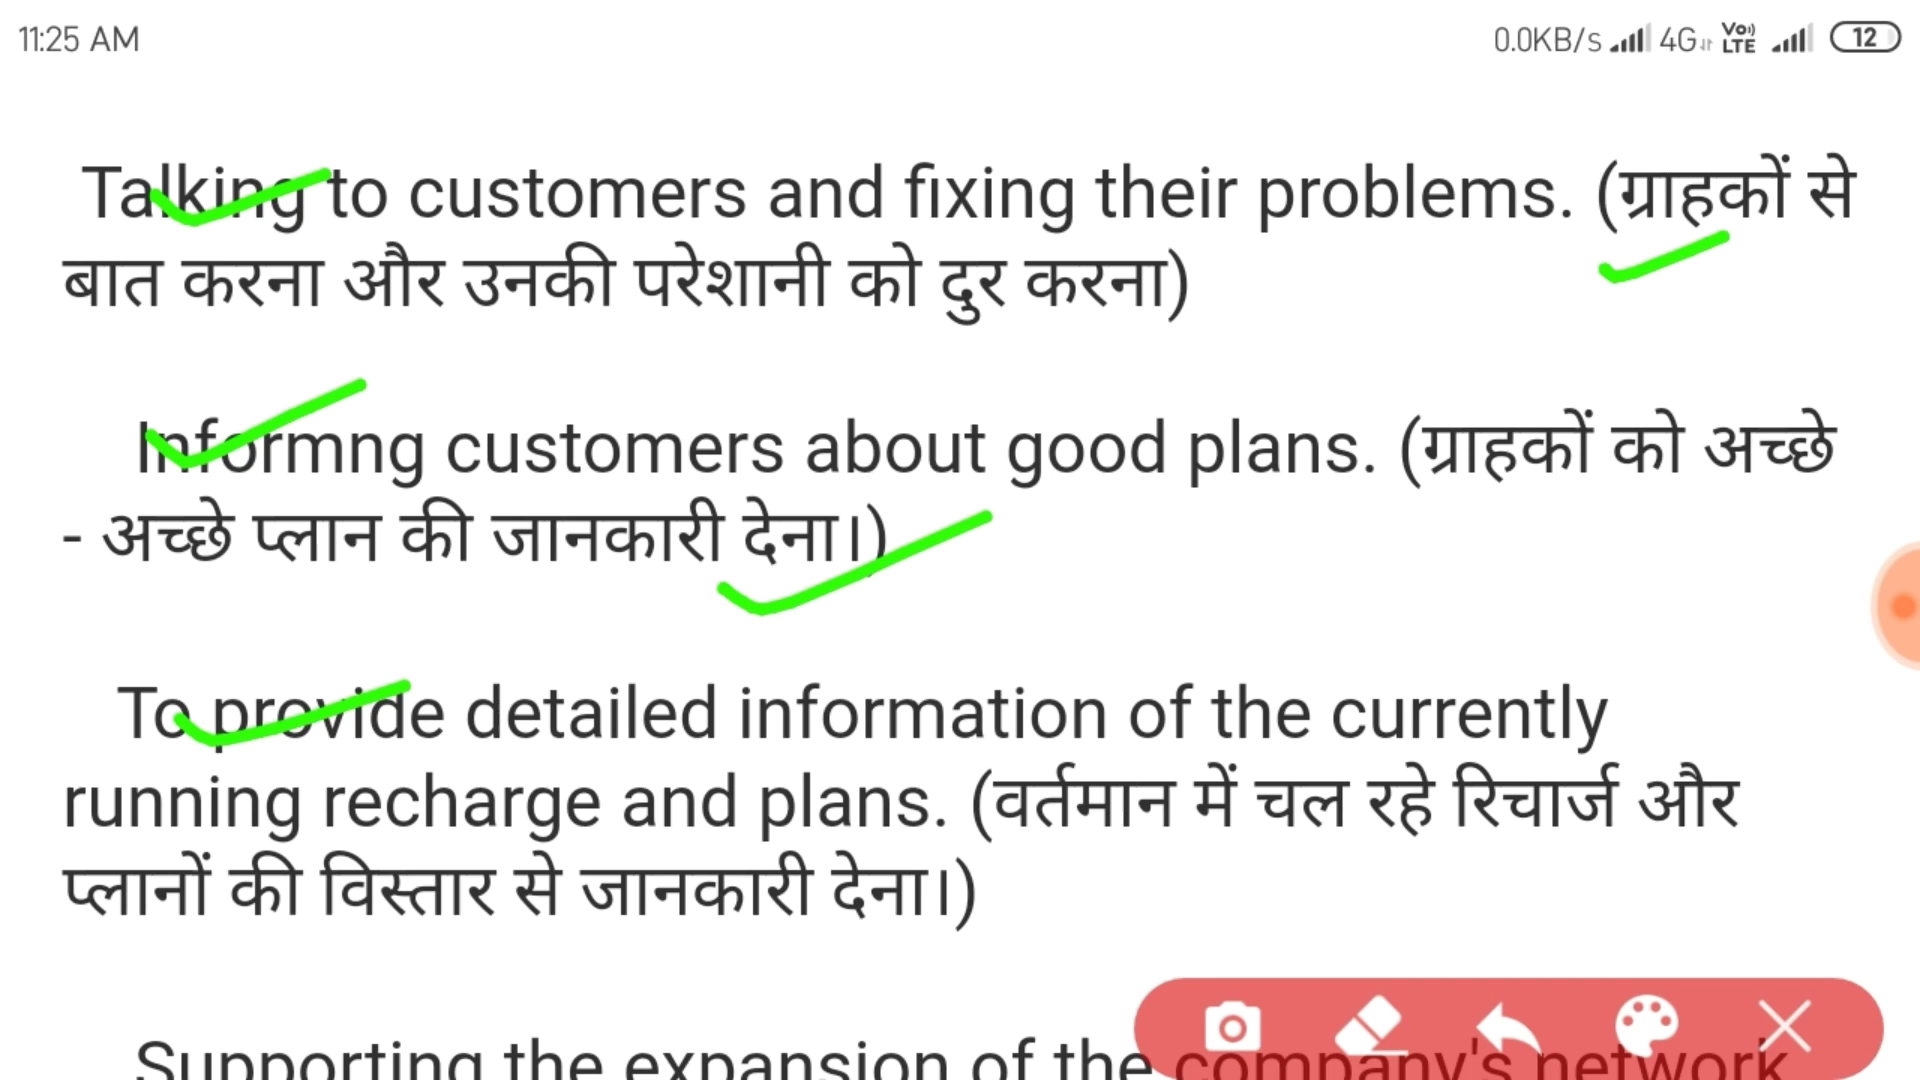 11:25 AM 0.0KB/s 4G Vo)) LTE 12
Talking to customers and fixing their problems. (ग्राहकों से
बात करना और उनकी परेशानी को दुर करना)
Informng customers about good plans. (ग्राहकों को अच्छे
- अच्छे प्लान की जानकारी देना।)
To provide detailed information of the currently
running recharge and plans. (वर्तमान में चल रहे रिचार्ज और
प्लानों की विस्तार से जानकारी देना।)
Supporting the expansion of the company's network